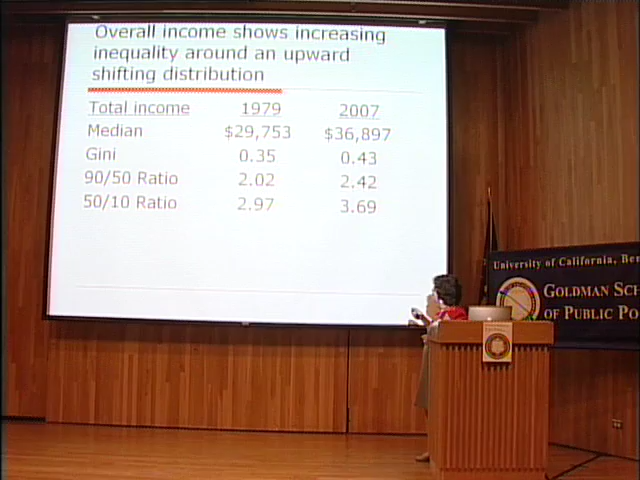 Overall income shows increasing
inequality around an upward
shifting distribution
Total income 1979 2007
Median $29,753 $36,897
Gini 0.35 0.43
90/50 Ratio 2.02 2.42
50/10 Ratio 2.97 3.69
University of California, Ber
GOLDMAN SCH
OF PUBLIC PO